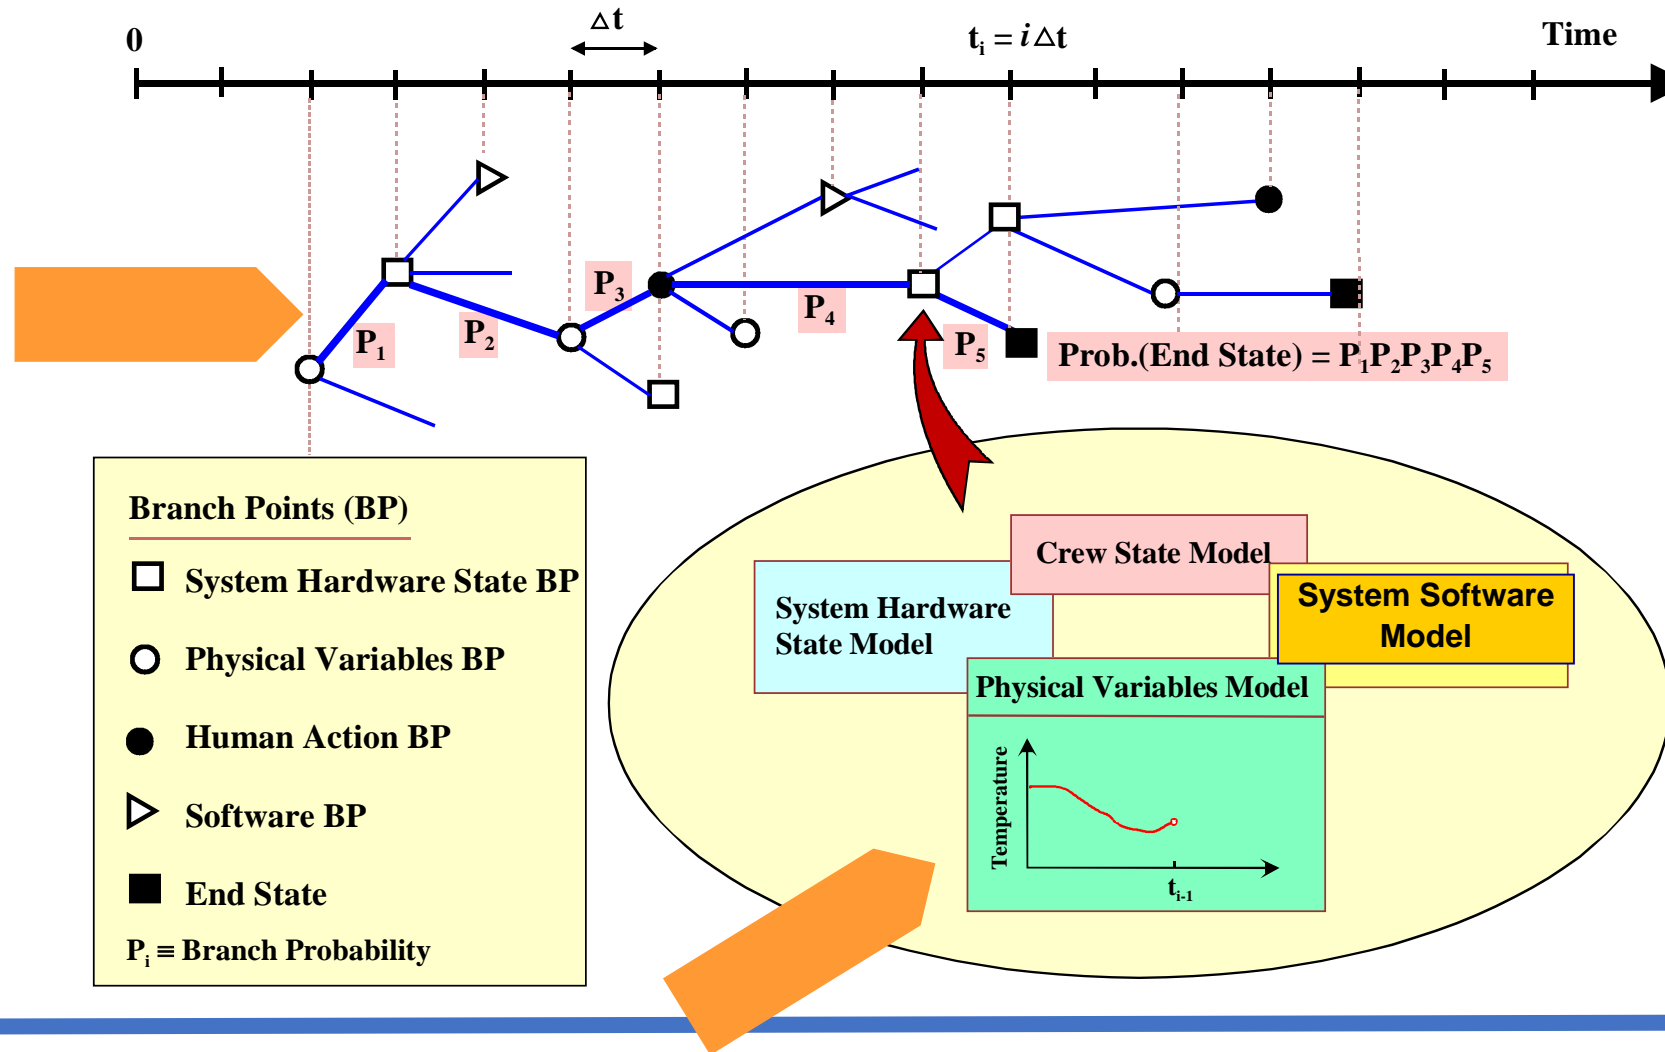 △t
0
tᵢ = i△t
Time
P₁
P₂
P₃
P₄
P₅
Prob.(End State) = P₁P₂P₃P₄P₅
Branch Points (BP)
System Hardware State BP
Physical Variables BP
Human Action BP
Software BP
End State
Pᵢ ≡ Branch Probability
Crew State Model
System Hardware
State Model
System Software
Model
Physical Variables Model
Temperature
tᵢ₋₁